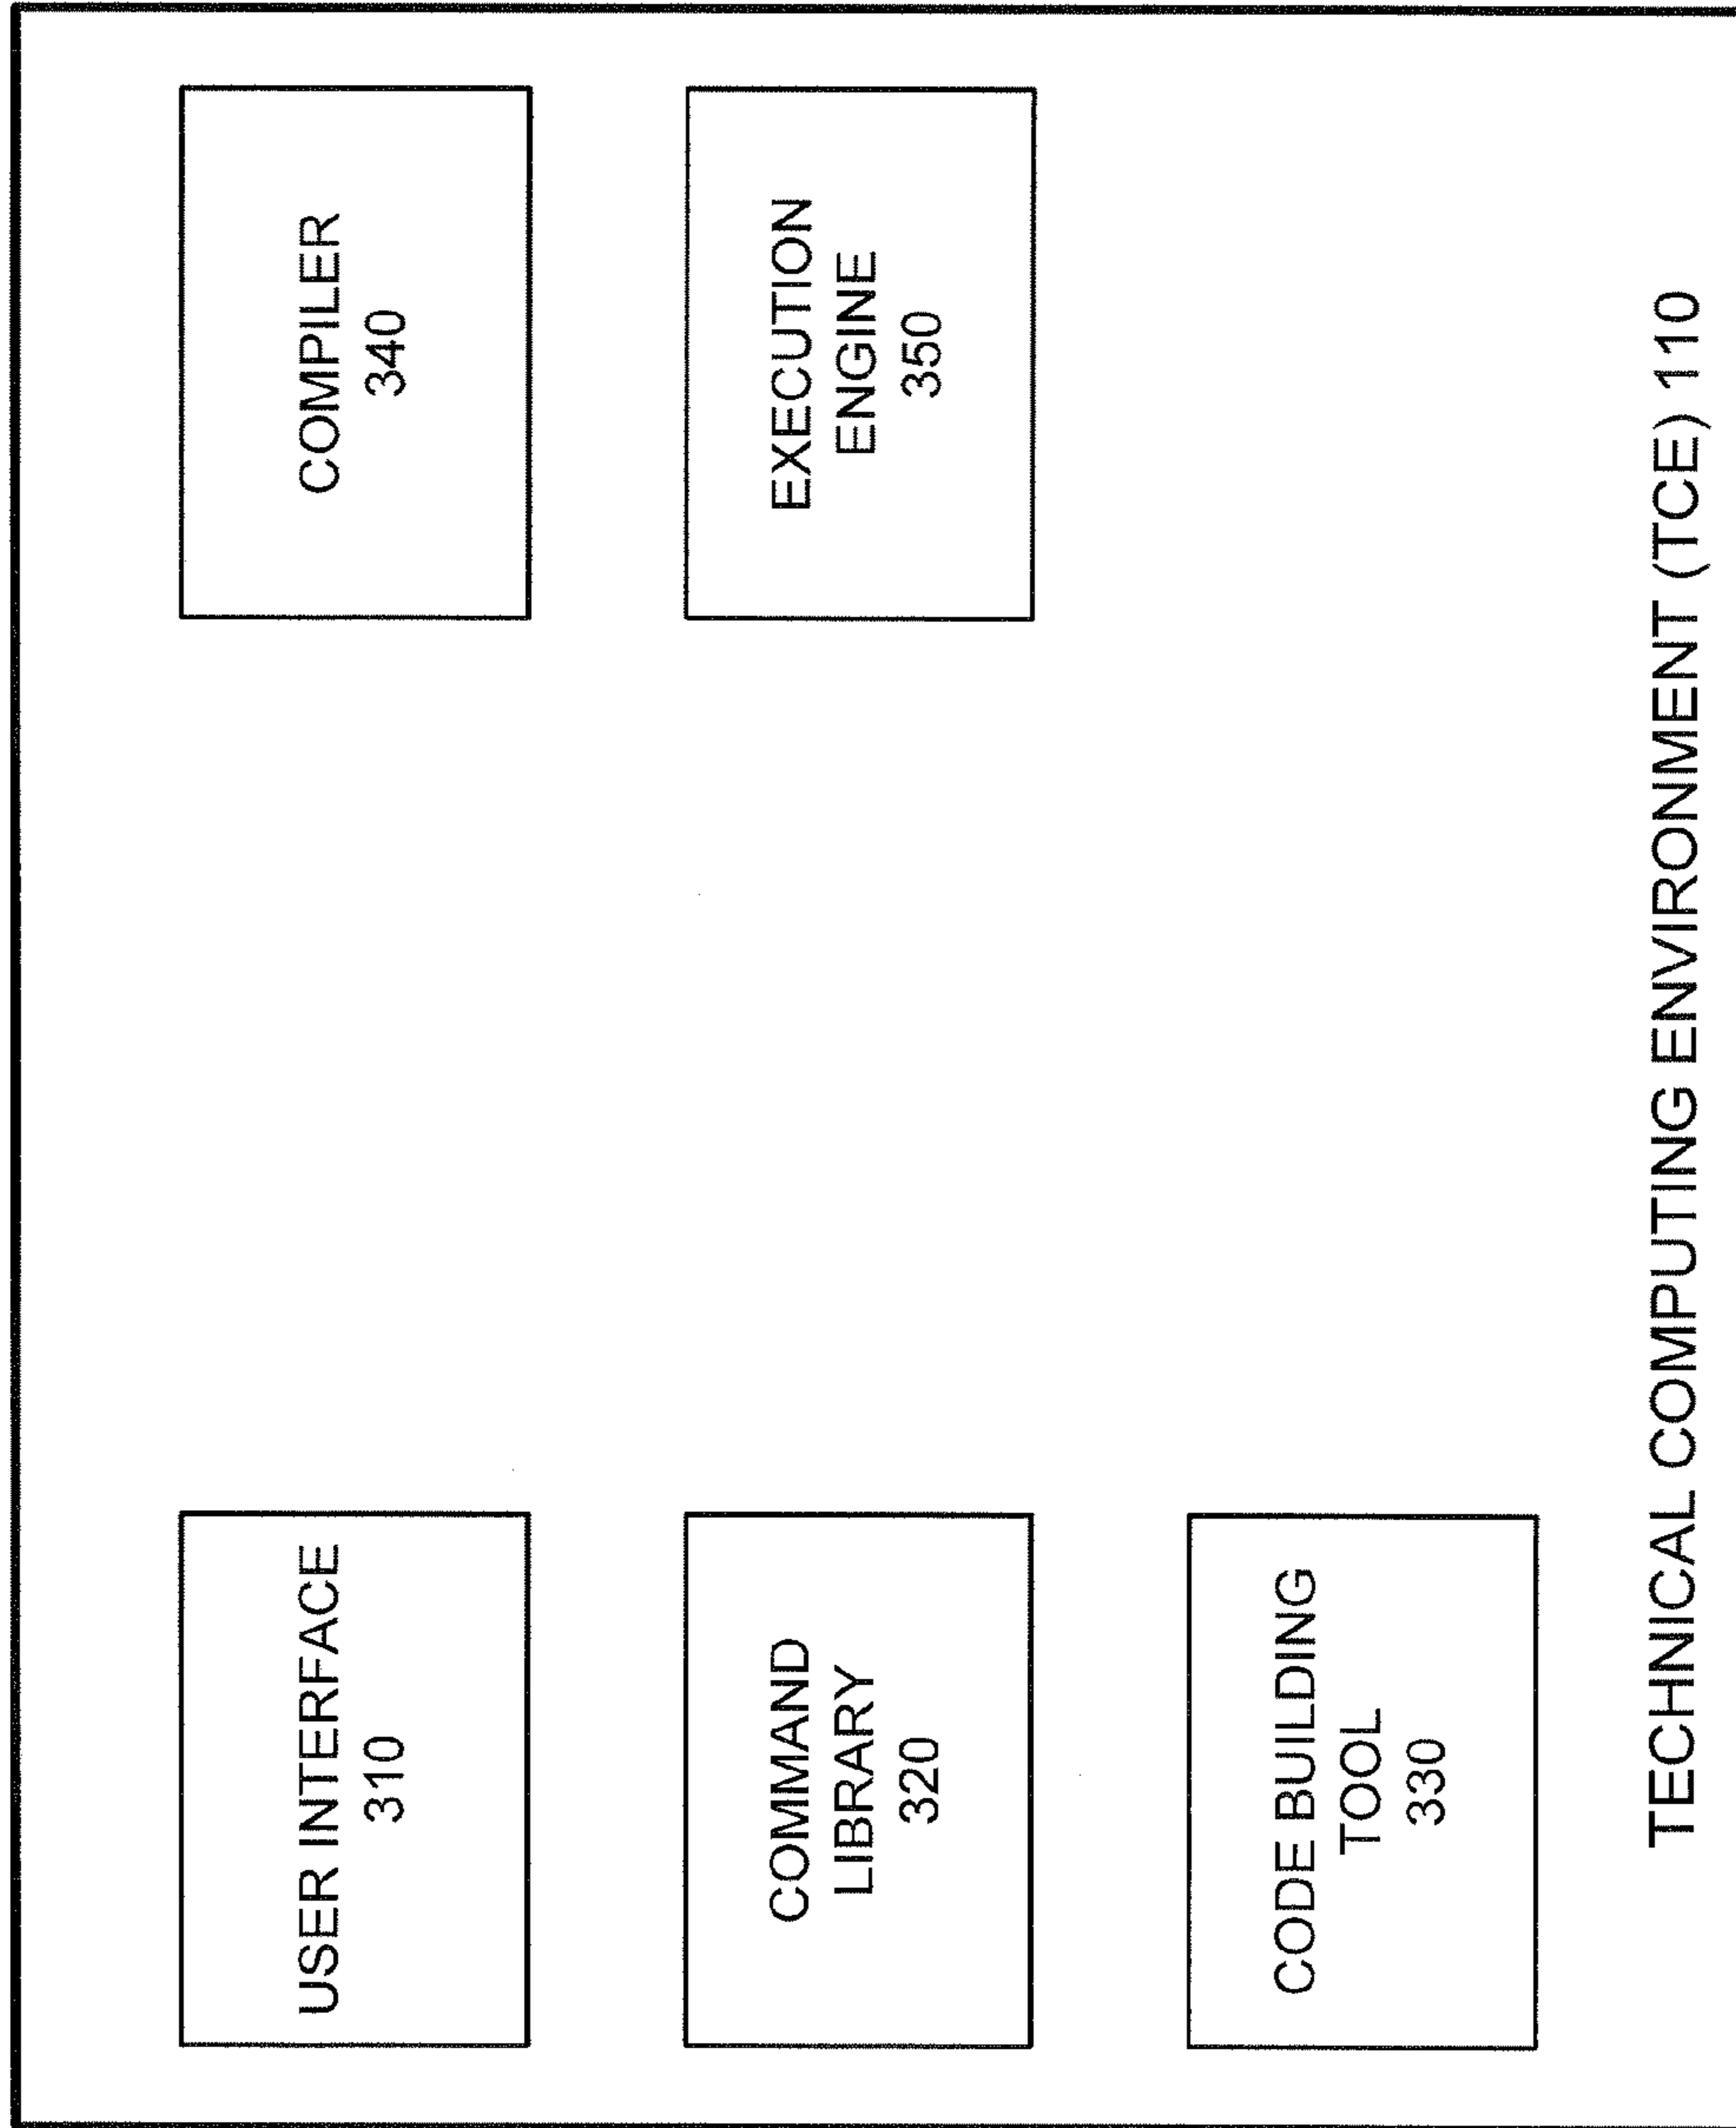 USER INTERFACE
310
COMMAND
LIBRARY
320
CODE BUILDING
TOOL
330
COMPILER
340
EXECUTION
ENGINE
350
TECHNICAL COMPUTING ENVIRONMENT (TCE) 110